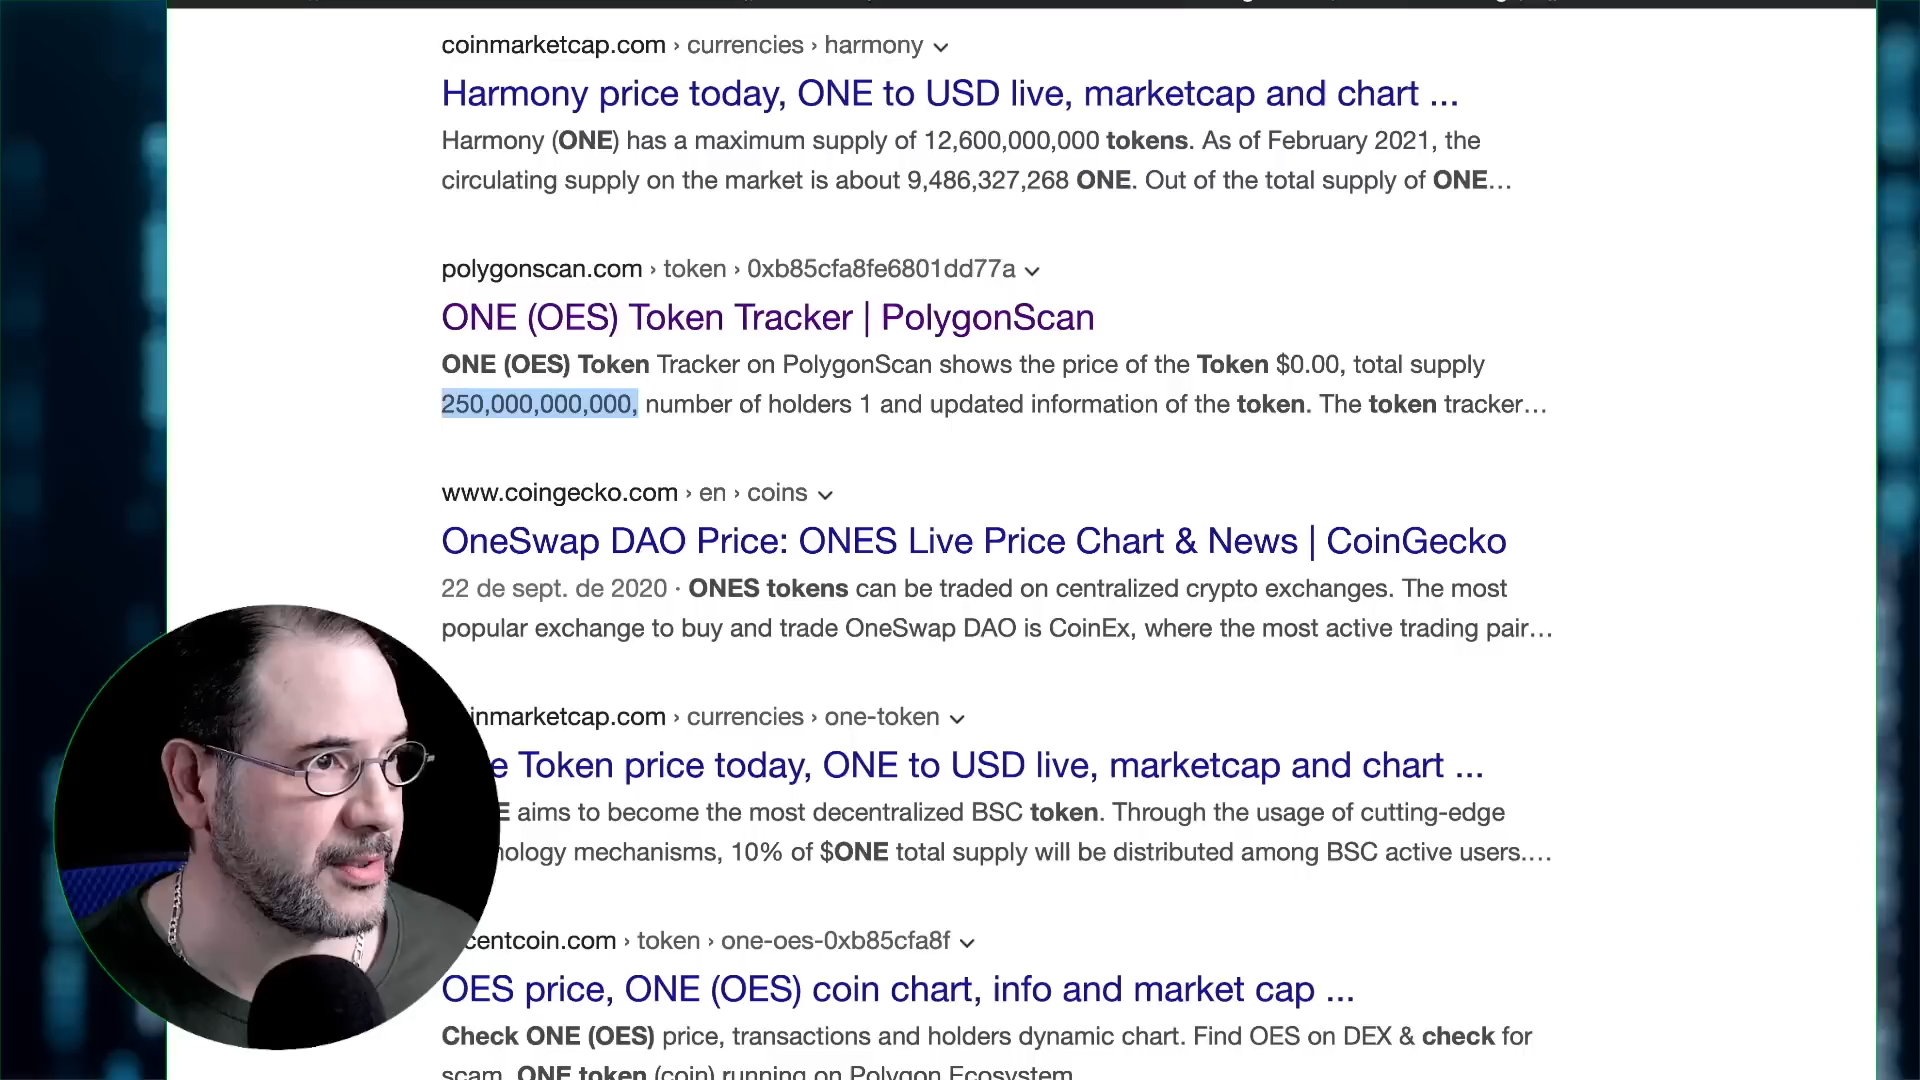 coinmarketcap.com › currencies › harmony
Harmony price today, ONE to USD live, marketcap and chart ...
Harmony (ONE) has a maximum supply of 12,600,000,000 tokens. As of February 2021, the
circulating supply on the market is about 9,486,327,268 ONE. Out of the total supply of ONE...
polygonscan.com › token › 0xb85cfa8fe6801dd77a
ONE (OES) Token Tracker | PolygonScan
ONE (OES) Token Tracker on PolygonScan shows the price of the Token $0.00, total supply
250,000,000,000, number of holders 1 and updated information of the token. The token tracker...
www.coingecko.com › en › coins
OneSwap DAO Price: ONES Live Price Chart & News | CoinGecko
22 de sept. de 2020 · ONES tokens can be traded on centralized crypto exchanges. The most
popular exchange to buy and trade OneSwap DAO is CoinEx, where the most active trading pair...
inmarketcap.com › currencies › one-token
e Token price today, ONE to USD live, marketcap and chart ...
E aims to become the most decentralized BSC token. Through the usage of cutting-edge
nology mechanisms, 10% of $ONE total supply will be distributed among BSC active users....
centcoin.com › token › one-oes-0xb85cfa8f
OES price, ONE (OES) coin chart, info and market cap ...
Check ONE (OES) price, transactions and holders dynamic chart. Find OES on DEX & check for
scam. ONE token (coin) running on Polygon Ecosystem